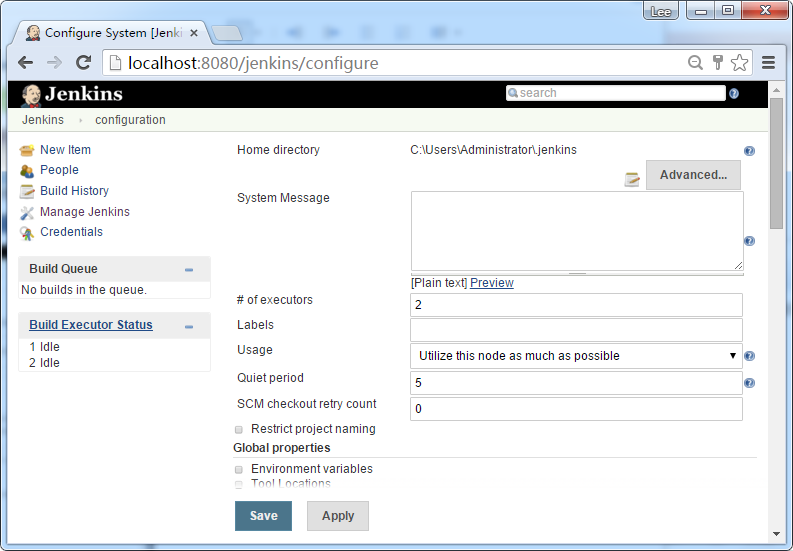 Lee
Configure System [Jenki
localhost:8080/jenkins/configure
Jenkins
search
Jenkins configuration
New Item
People
Build History
Manage Jenkins
Credentials
Build Queue
No builds in the queue.
Build Executor Status
1 Idle
2 Idle
Home directory C:\Users\Administrator\.jenkins
Advanced...
System Message
[Plain text] Preview
# of executors 2
Labels
Usage Utilize this node as much as possible
Quiet period 5
SCM checkout retry count 0
Restrict project naming
Global properties
Environment variables
Tool Locations
Save Apply